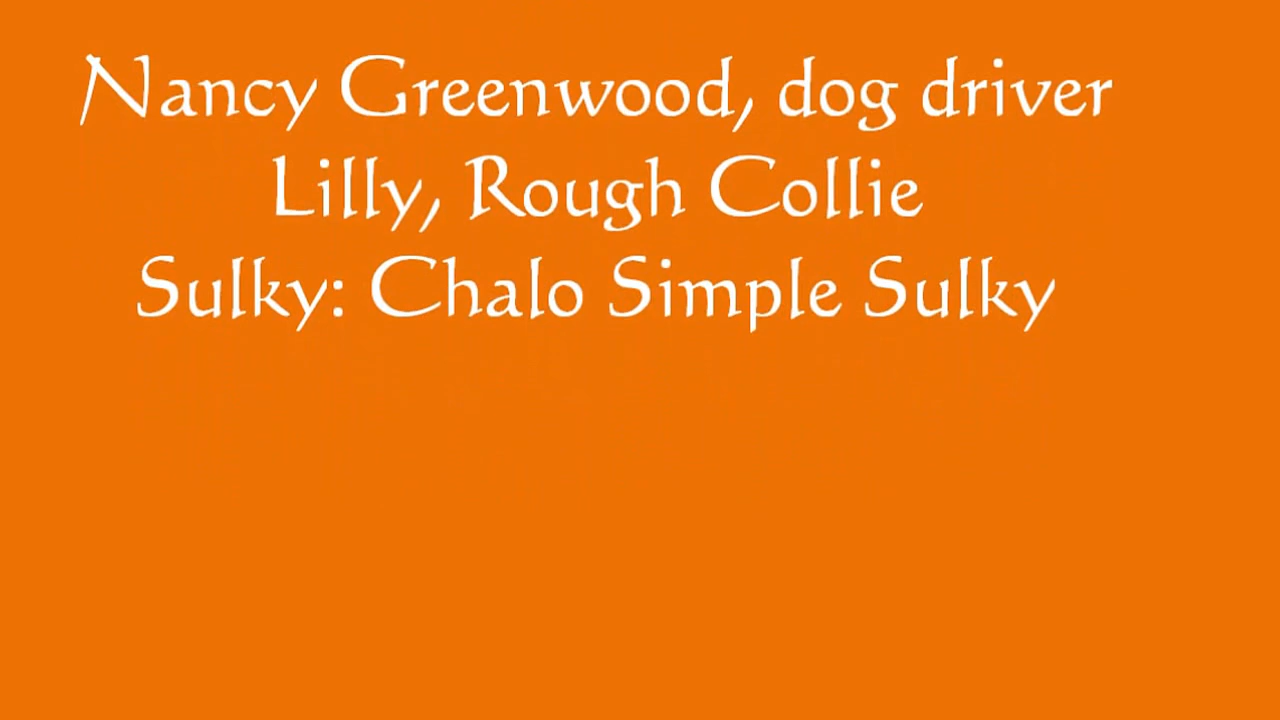 Nancy Greenwood, dog driver
Lilly, Rough Collie
Sulky: Chalo Simple Sulky